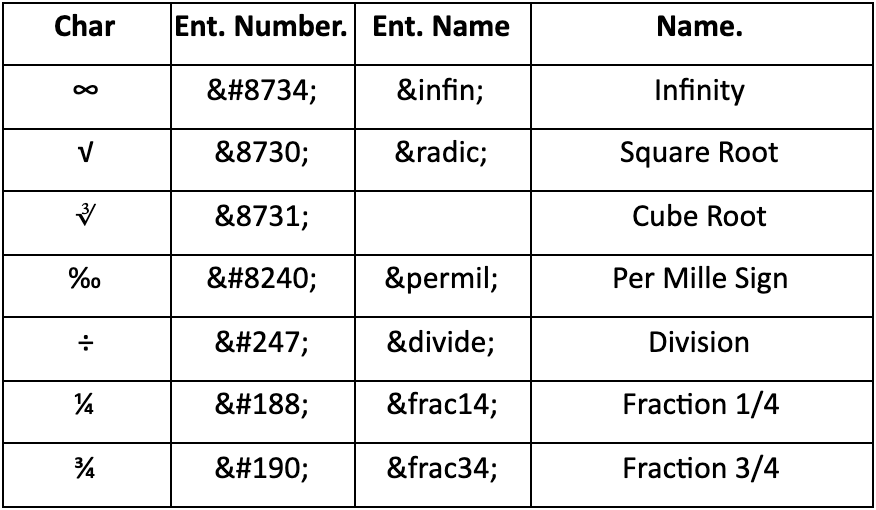 Char Ent. Number. Ent. Name Name.
∞ &#8734; &infin; Infinity
√ &8730; &radic; Square Root
∛ &8731; Cube Root
‰ &#8240; &permil; Per Mille Sign
÷ &#247; &divide; Division
¼ &#188; &frac14; Fraction 1/4
¾ &#190; &frac34; Fraction 3/4